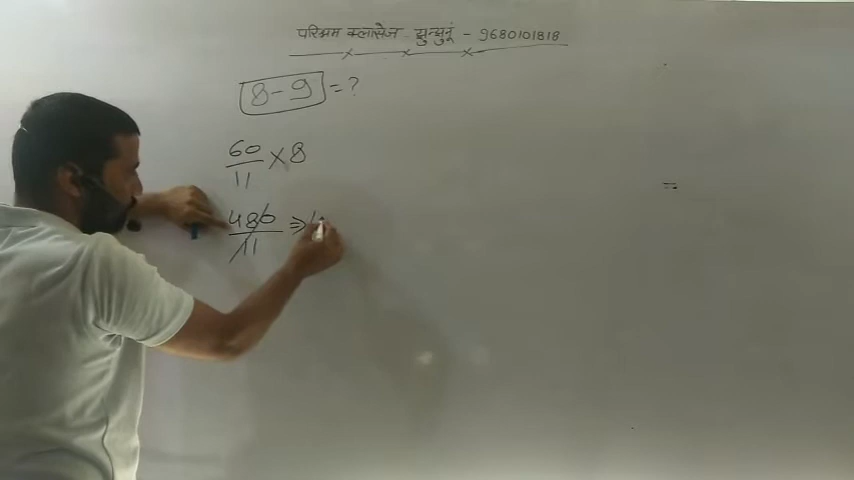 परिश्रम क्लासेज झुन्झुनूं - 9680101818
8-9 = ?
60/11 × 8
480/11 ⇒
=